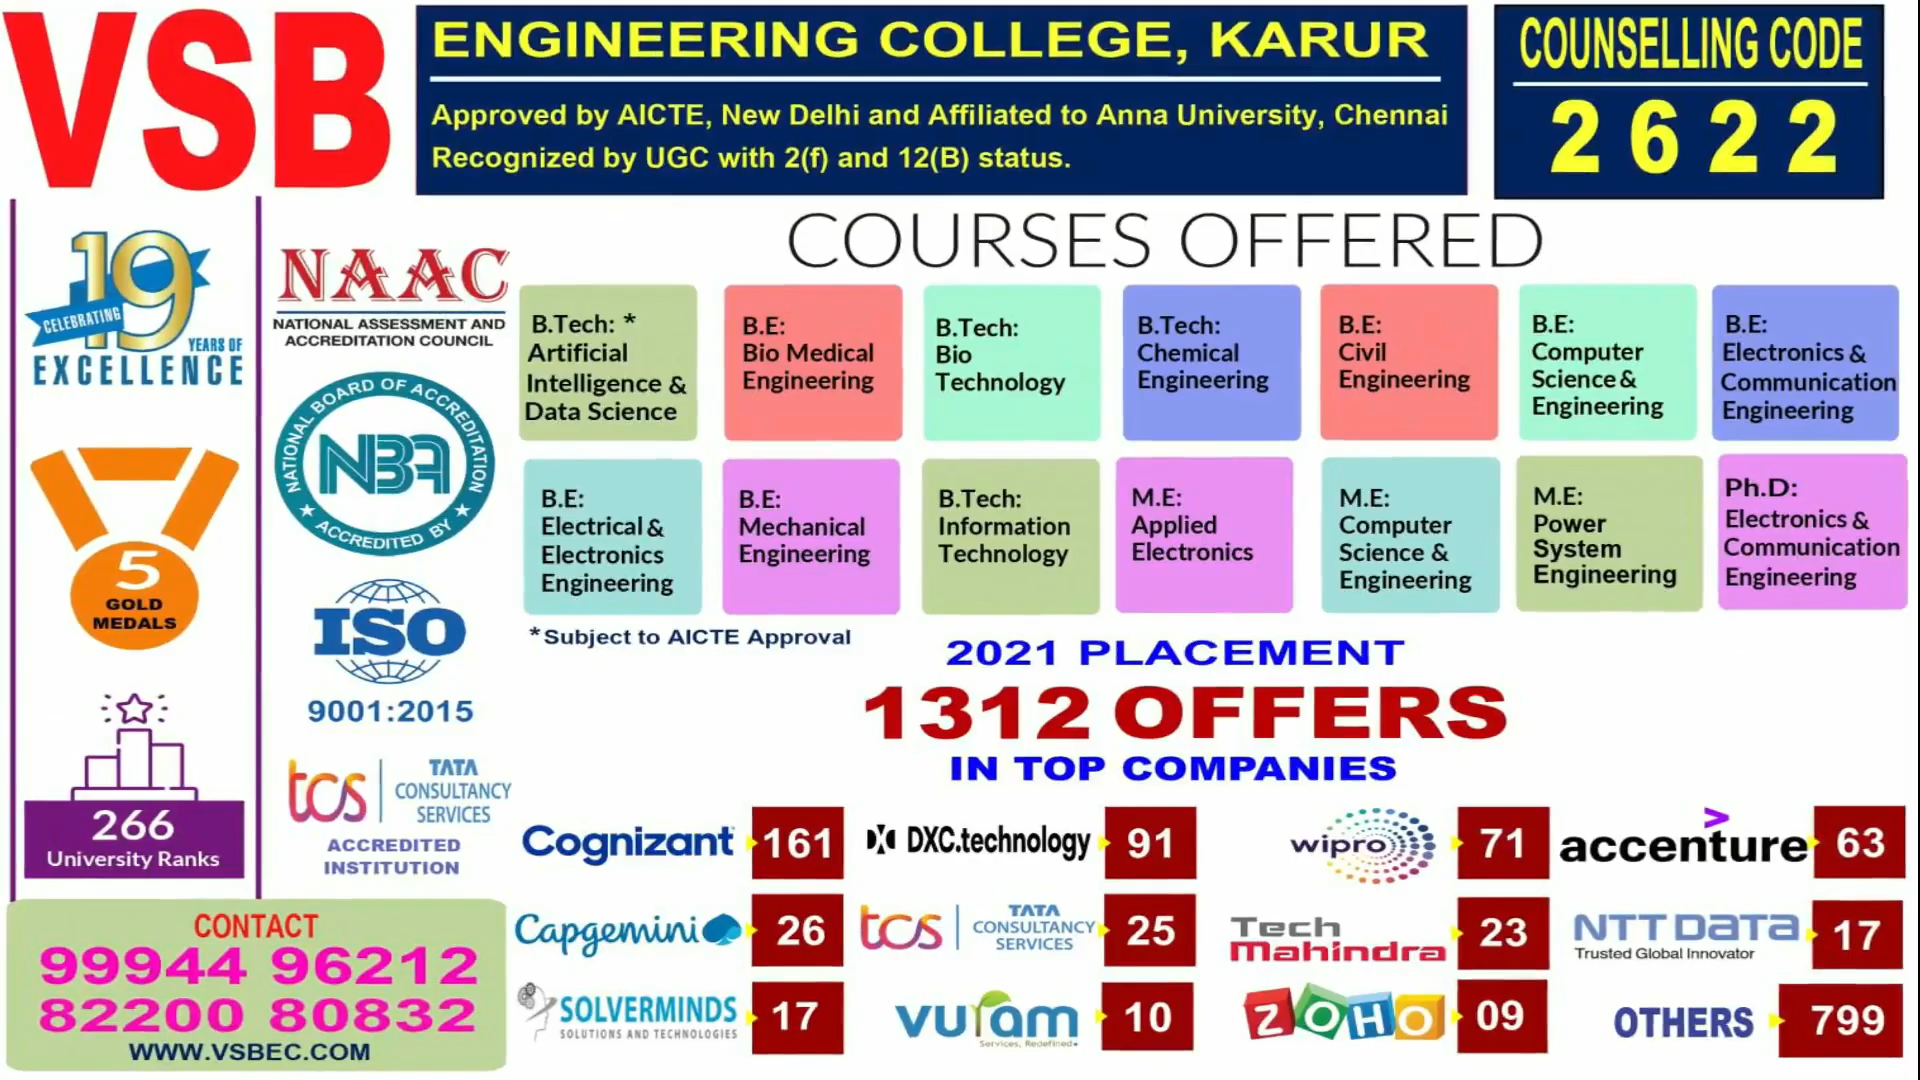 VSB
ENGINEERING COLLEGE, KARUR
Approved by AICTE, New Delhi and Affiliated to Anna University, Chennai
Recognized by UGC with 2(f) and 12(B) status.
COUNSELLING CODE
2622
19
CELEBRATING
YEARS OF
EXCELLENCE
5
GOLD
MEDALS
266
University Ranks
NAAC
NATIONAL ASSESSMENT AND
ACCREDITATION COUNCIL
NATIONAL BOARD OF ACCREDITATION
NBA
★ ACCREDITED BY ★
ISO
9001:2015
tcs
TATA
CONSULTANCY
SERVICES
ACCREDITED
INSTITUTION
CONTACT
99944 96212
82200 80832
WWW.VSBEC.COM
COURSES OFFERED
B.Tech: *
Artificial
Intelligence &
Data Science
B.E:
Bio Medical
Engineering
B.Tech:
Bio
Technology
B.Tech:
Chemical
Engineering
B.E:
Civil
Engineering
B.E:
Computer
Science &
Engineering
B.E:
Electronics &
Communication
Engineering
B.E:
Electrical &
Electronics
Engineering
B.E:
Mechanical
Engineering
B.Tech:
Information
Technology
M.E:
Applied
Electronics
M.E:
Computer
Science &
Engineering
M.E:
Power
System
Engineering
Ph.D:
Electronics &
Communication
Engineering
*Subject to AICTE Approval
2021 PLACEMENT
1312 OFFERS
IN TOP COMPANIES
Cognizant 161
DXC.technology 91
wipro 71
accenture 63
Capgemini 26
tcs
TATA
CONSULTANCY
SERVICES
25
Tech
Mahindra
23
NTT DATA
Trusted Global Innovator
17
SOLVERMINDS
SOLUTIONS AND TECHNOLOGIES
17
vuram
Services, Redefined.
10
ZOHO 09
OTHERS 799